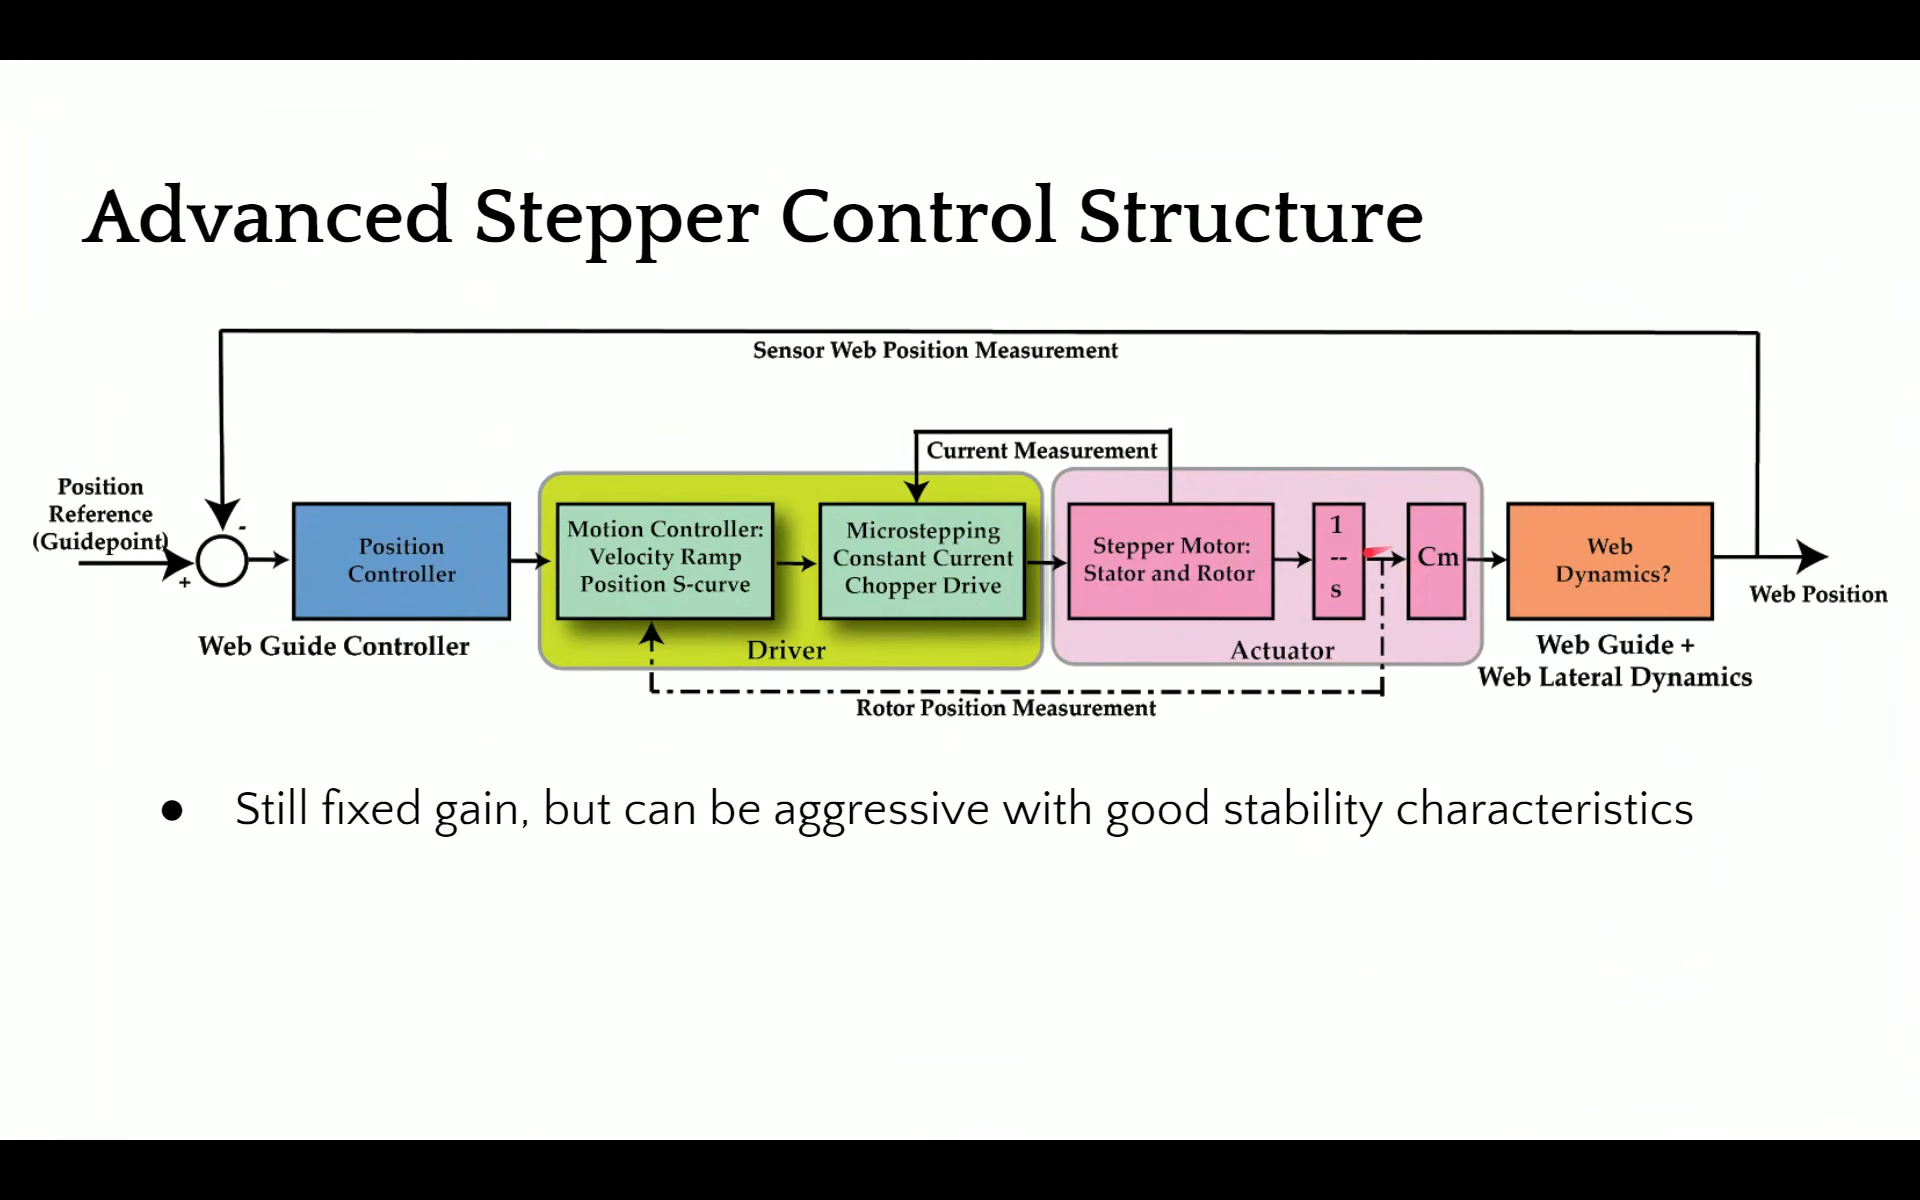 Advanced Stepper Control Structure
Sensor Web Position Measurement
Current Measurement
Position
Reference
(Guidepoint)
-
+
Position
Controller
Web Guide Controller
Motion Controller:
Velocity Ramp
Position S-curve
Microstepping
Constant Current
Chopper Drive
Driver
Stepper Motor:
Stator and Rotor
1
--
s
Cm
Actuator
Web
Dynamics?
Web Guide +
Web Lateral Dynamics
Web Position
Rotor Position Measurement
● Still fixed gain, but can be aggressive with good stability characteristics